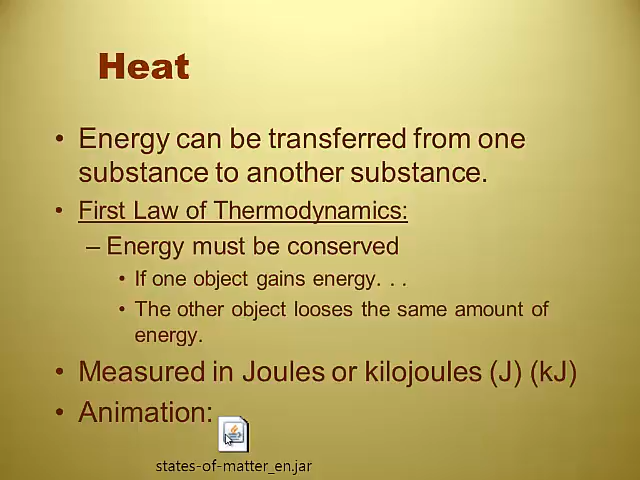 Heat
• Energy can be transferred from one
substance to another substance.
• First Law of Thermodynamics:
– Energy must be conserved
• If one object gains energy. . .
• The other object looses the same amount of
energy.
• Measured in Joules or kilojoules (J) (kJ)
• Animation:
states-of-matter_en.jar